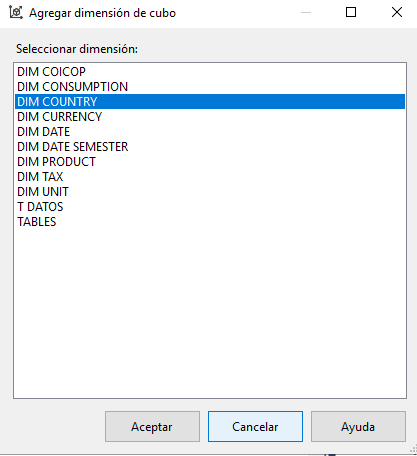 Agregar dimensión de cubo
Seleccionar dimensión:
DIM COICOP
DIM CONSUMPTION
DIM COUNTRY
DIM CURRENCY
DIM DATE
DIM DATE SEMESTER
DIM PRODUCT
DIM TAX
DIM UNIT
T DATOS
TABLES
Aceptar Cancelar Ayuda